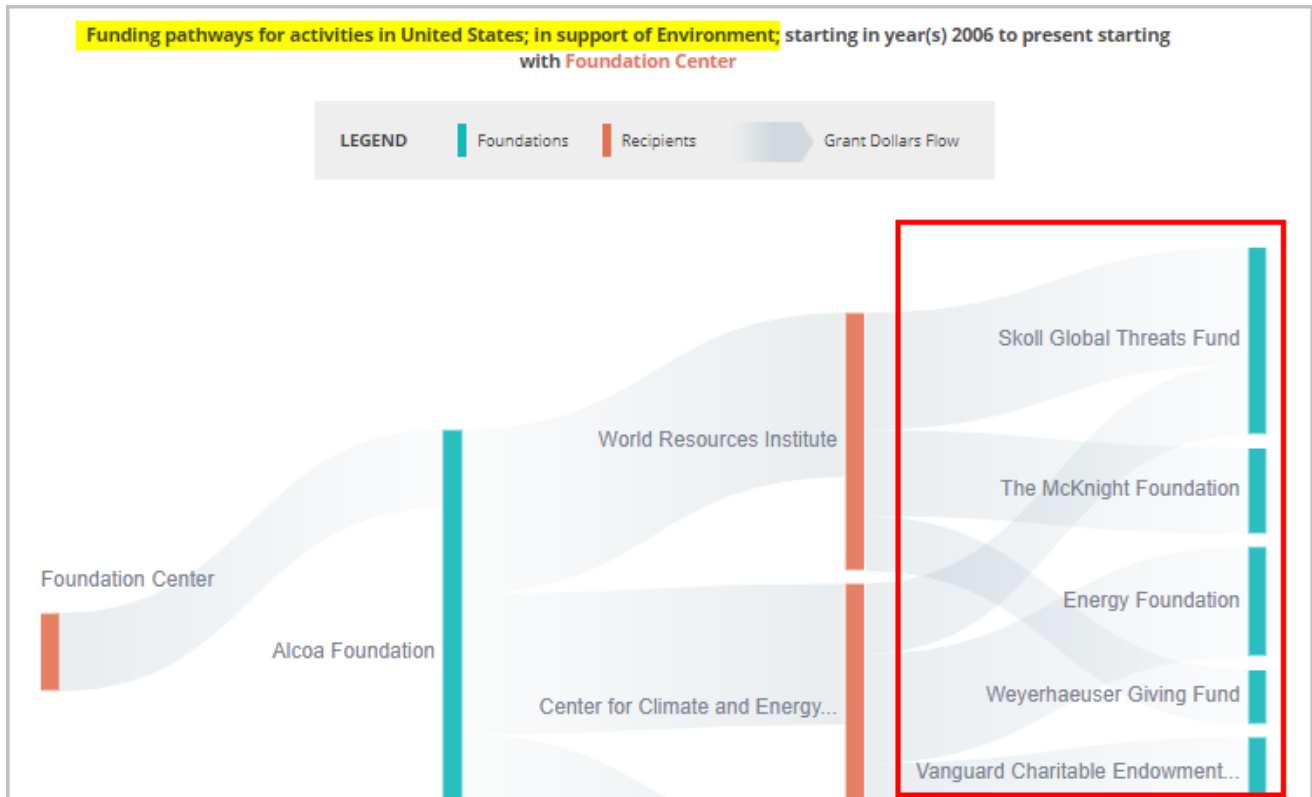 Funding pathways for activities in United States; in support of Environment; starting in year(s) 2006 to present starting
with Foundation Center
LEGEND Foundations Recipients Grant Dollars Flow
Skoll Global Threats Fund
World Resources Institute
The McKnight Foundation
Foundation Center
Energy Foundation
Alcoa Foundation
Weyerhaeuser Giving Fund
Center for Climate and Energy...
Vanguard Charitable Endowment...